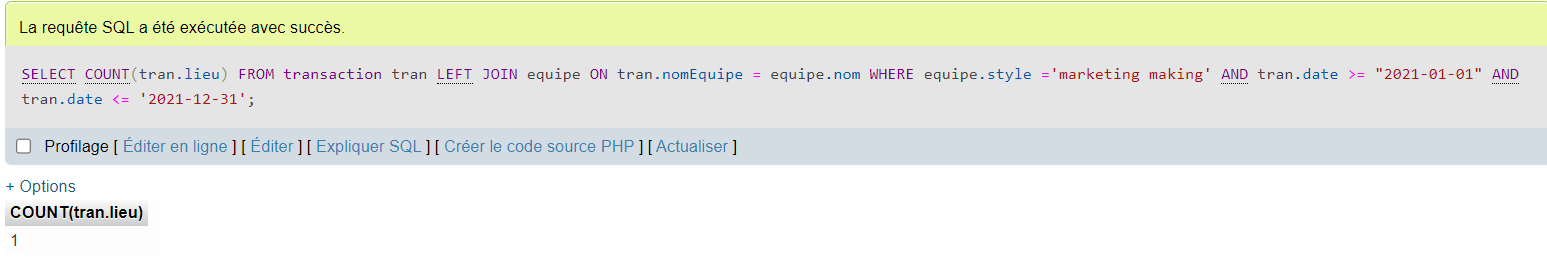 La requête SQL a été exécutée avec succès.
SELECT COUNT(tran.lieu) FROM transaction tran LEFT JOIN equipe ON tran.nomEquipe = equipe.nom WHERE equipe.style ='marketing making' AND tran.date >= "2021-01-01" AND
tran.date <= '2021-12-31';
Profilage [ Éditer en ligne ] [ Éditer ] [ Expliquer SQL ] [ Créer le code source PHP ] [ Actualiser ]
+ Options
COUNT(tran.lieu)
1